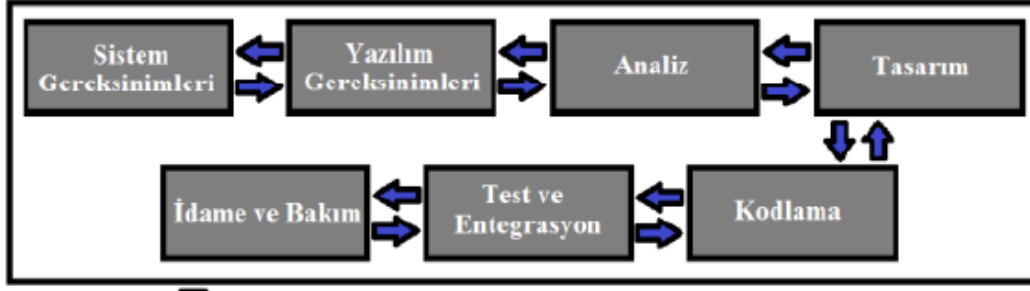 Sistem
Gereksinimleri
Yazılım
Gereksinimleri
Analiz
Tasarım
İdame ve Bakım
Test ve
Entegrasyon
Kodlama